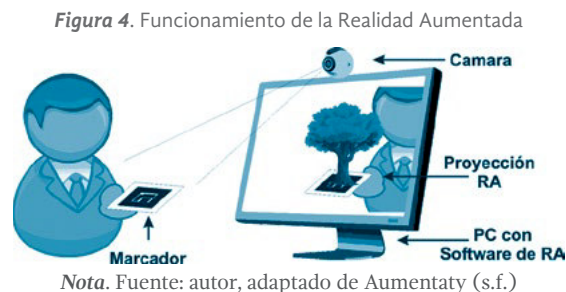 Figura 4. Funcionamiento de la Realidad Aumentada
Camara
Proyección
RA
PC con
Software de RA
Marcador
Nota. Fuente: autor, adaptado de Aumentaty (s.f.)